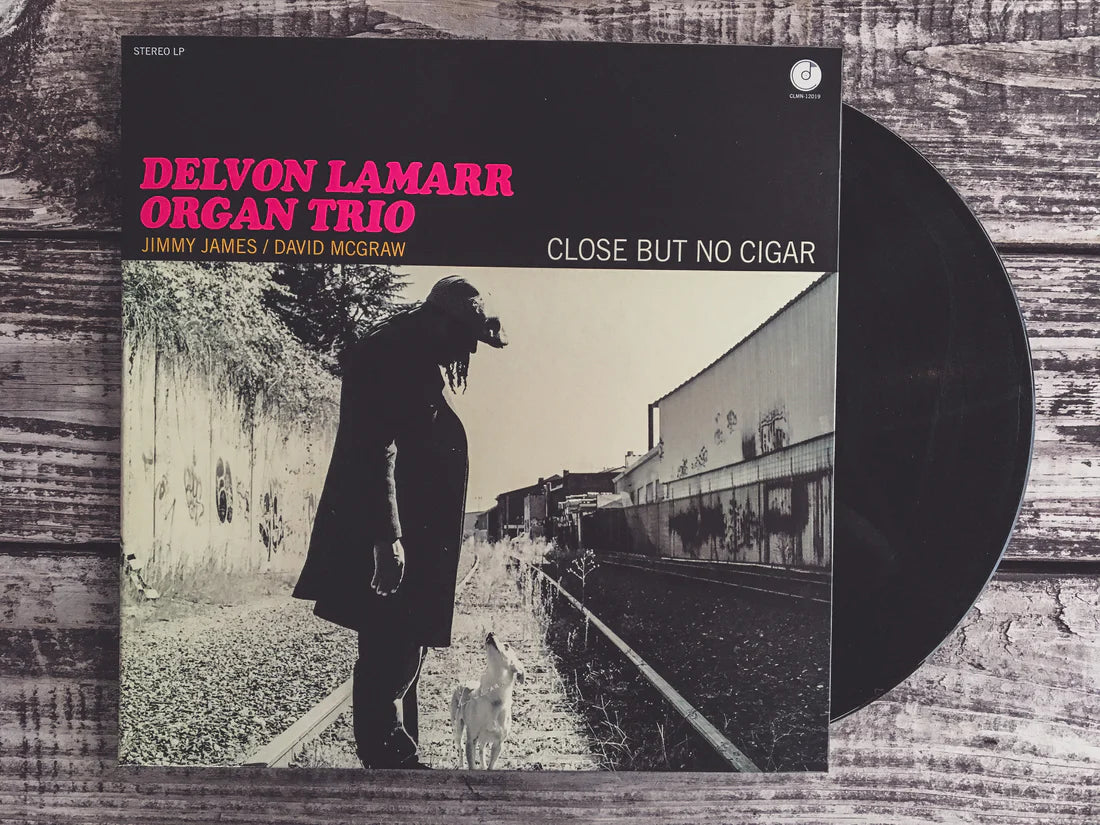 STEREO LP
CLMN-12019
DELVON LAMARR
ORGAN TRIO
JIMMY JAMES / DAVID MCGRAW
CLOSE BUT NO CIGAR